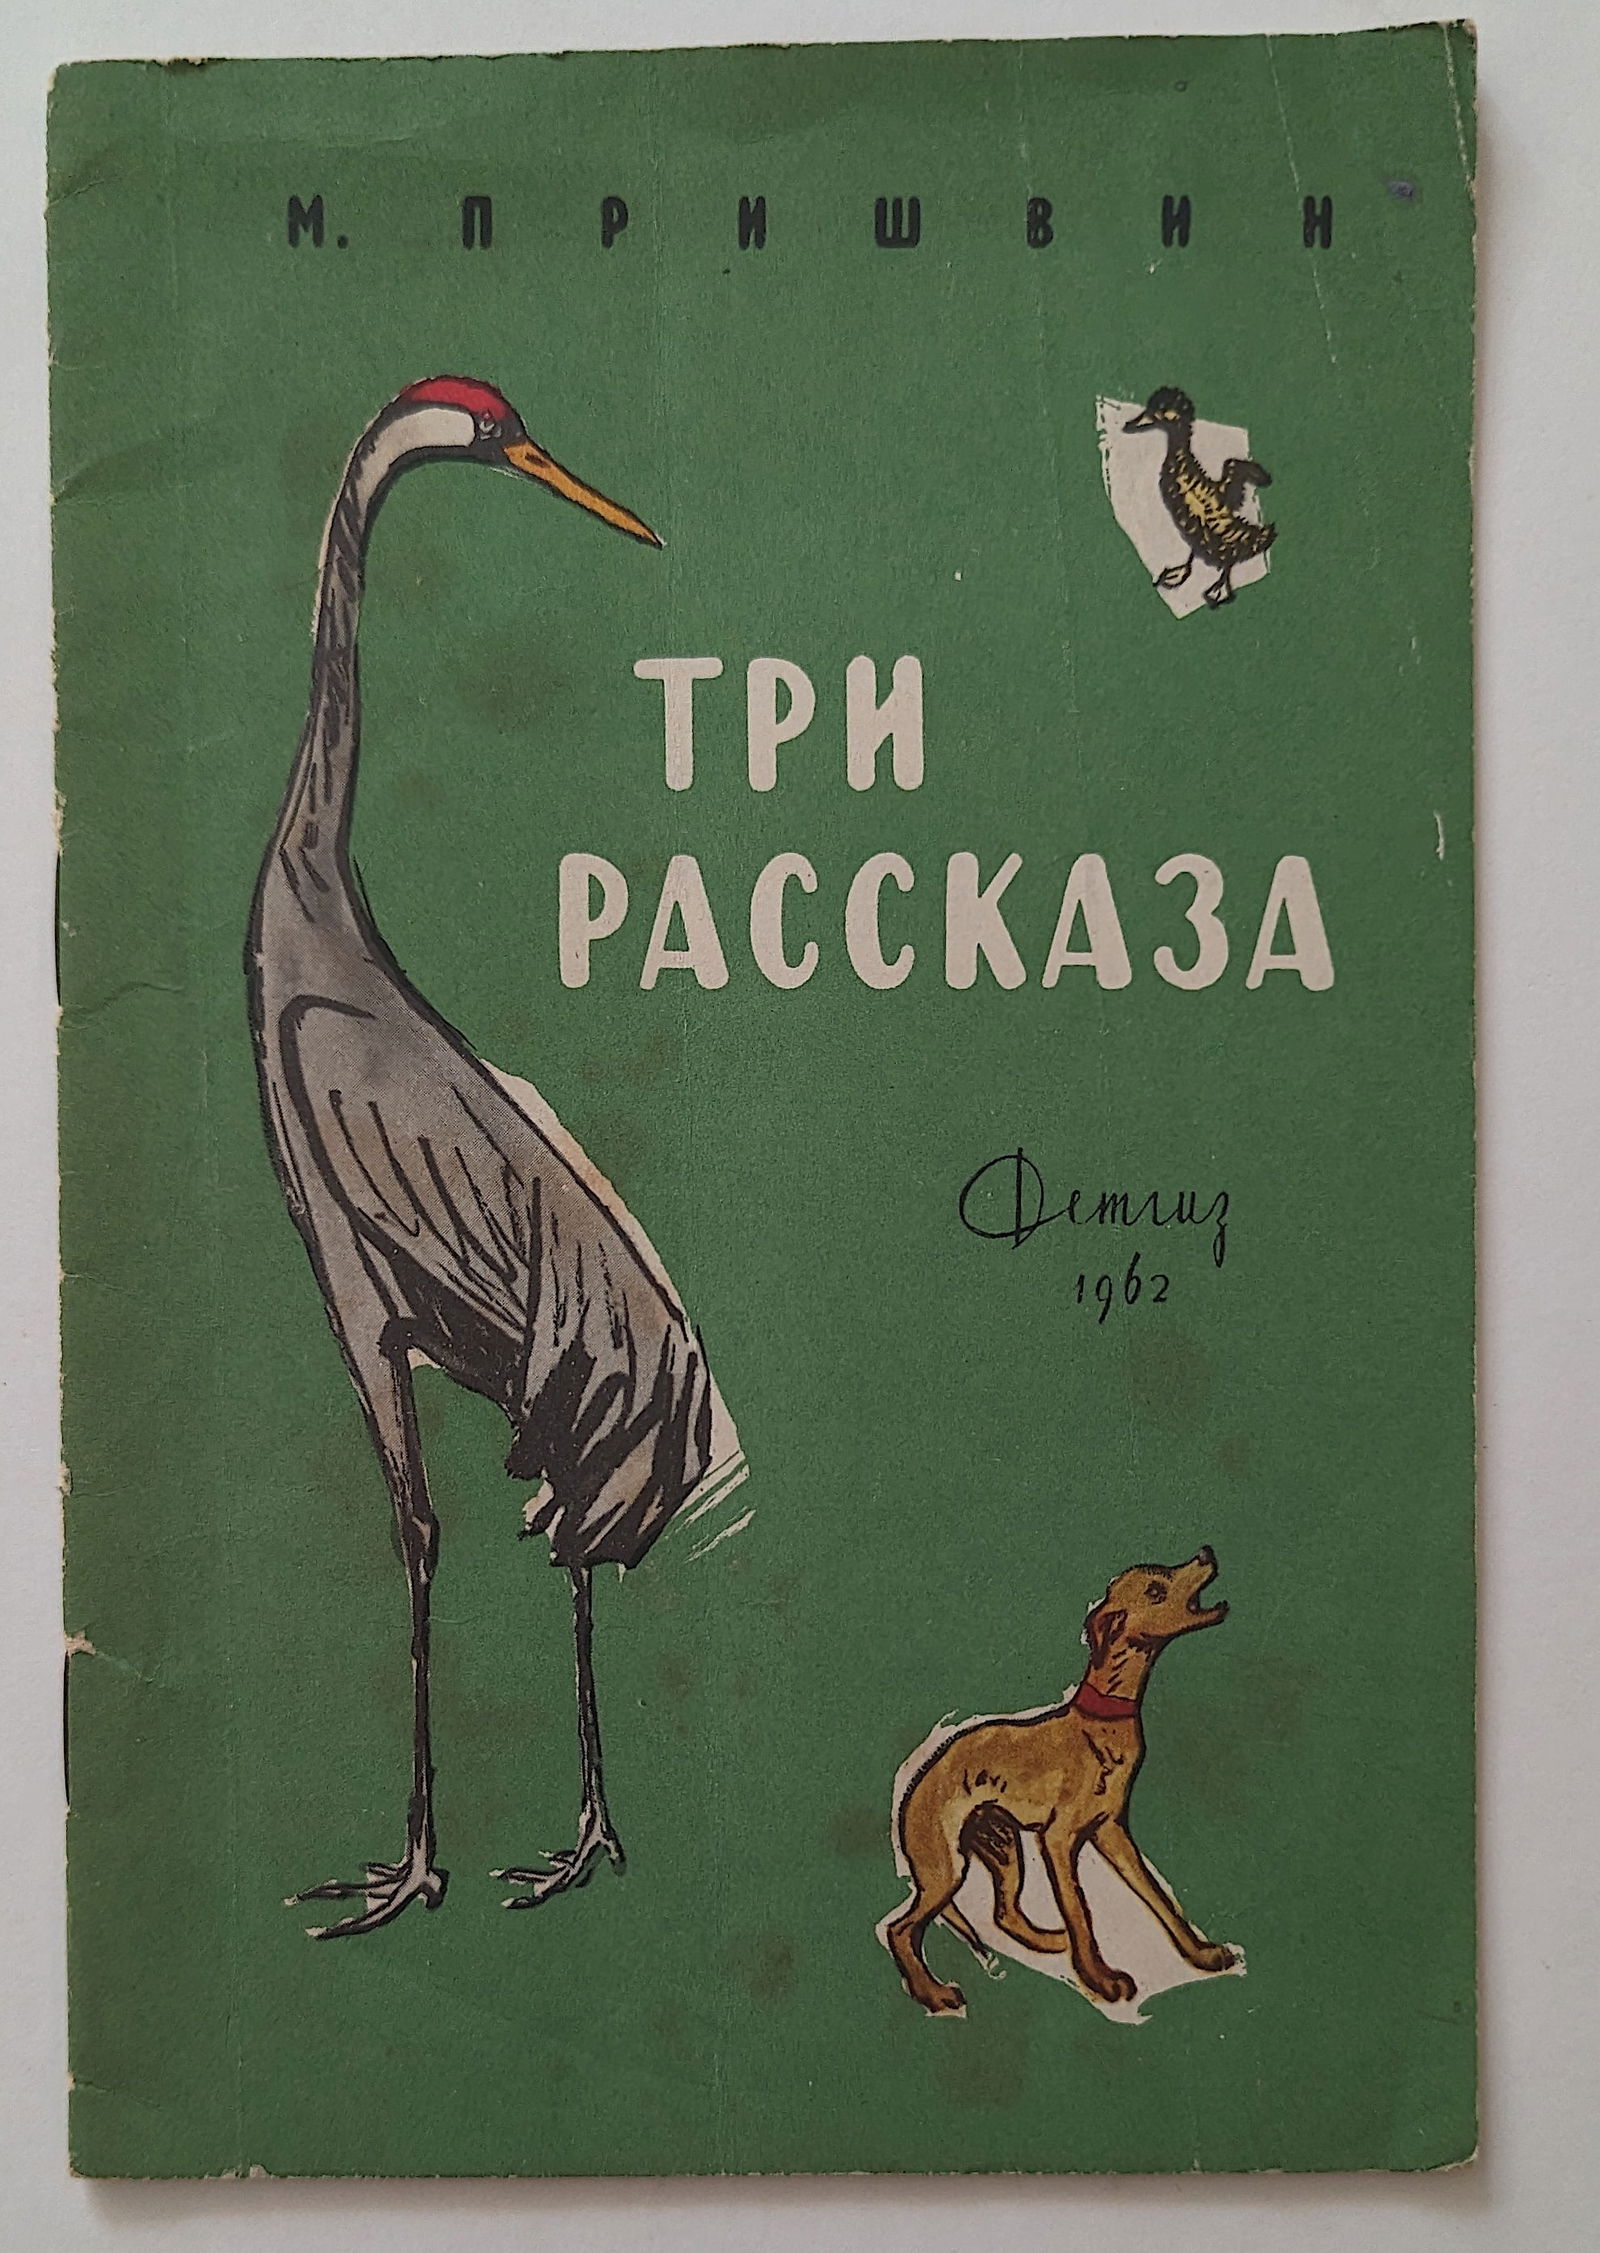 М. ПРИШВИН
ТРИ
РАССКАЗА
Детгиз
1962